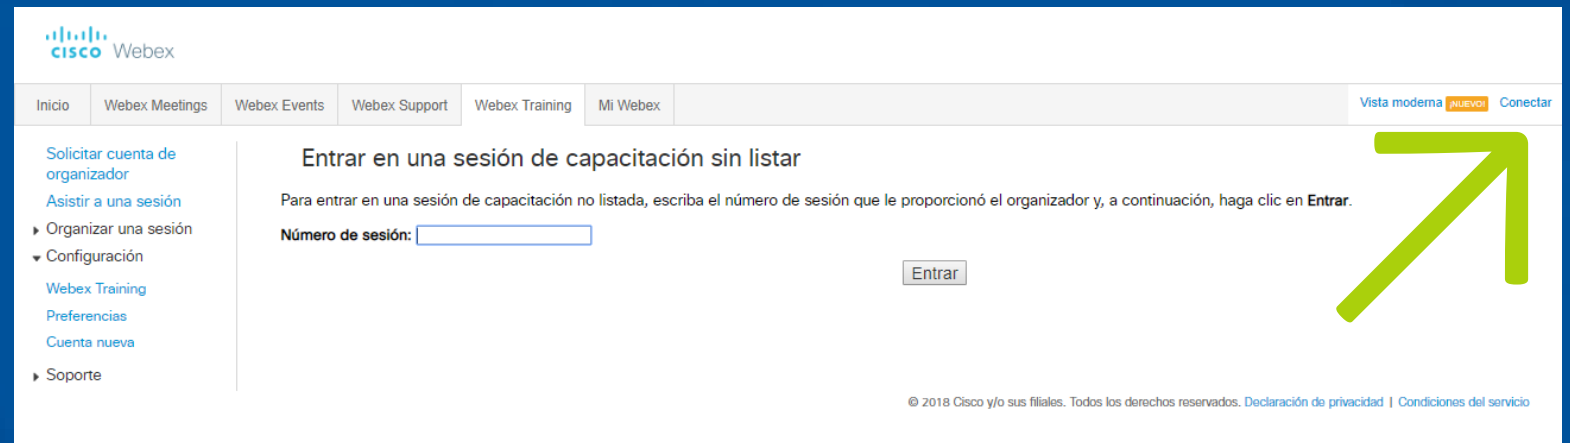 cisco Webex
Inicio
Webex Meetings
Webex Events
Webex Support
Webex Training
Mi Webex
Vista moderna ¡NUEVO! Conectar
Solicitar cuenta de
organizador
Asistir a una sesión
Organizar una sesión
Configuración
Webex Training
Preferencias
Cuenta nueva
Soporte
Entrar en una sesión de capacitación sin listar
Para entrar en una sesión de capacitación no listada, escriba el número de sesión que le proporcionó el organizador y, a continuación, haga clic en Entrar.
Número de sesión:
Entrar
© 2018 Cisco y/o sus filiales. Todos los derechos reservados. Declaración de privacidad | Condiciones del servicio